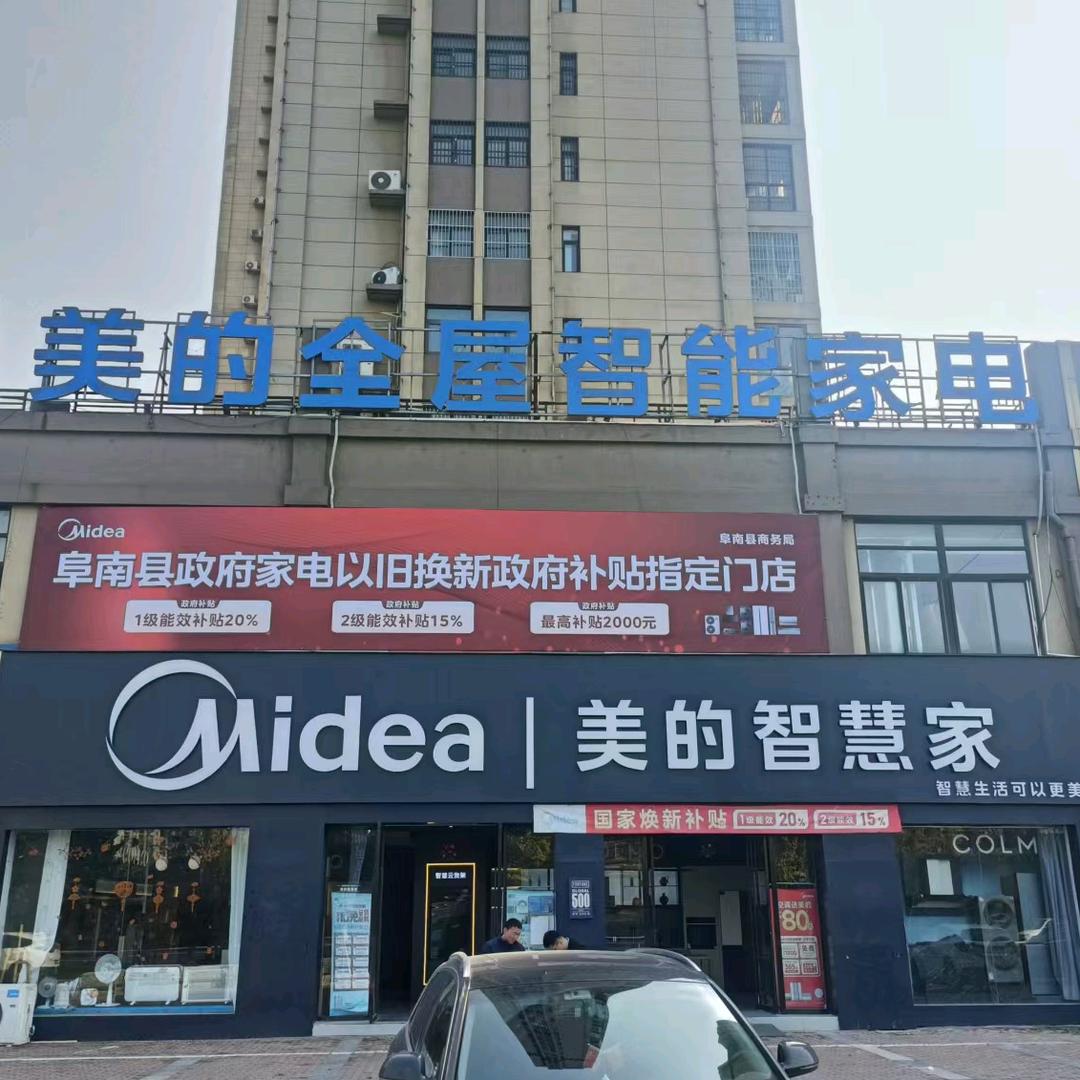 美的全屋智能家电
Midea
阜南县商务局
阜南县政府家电以旧换新政府补贴指定门店
政府补贴
1级能效补贴20%
政府补贴
2级能效补贴15%
政府补贴
最高补贴2000元
Midea | 美的智慧家
智慧生活可以更美
国家焕新补贴 1级能效20% 2级能效15%
COLM
FORTUNE
GLOBAL
500
80